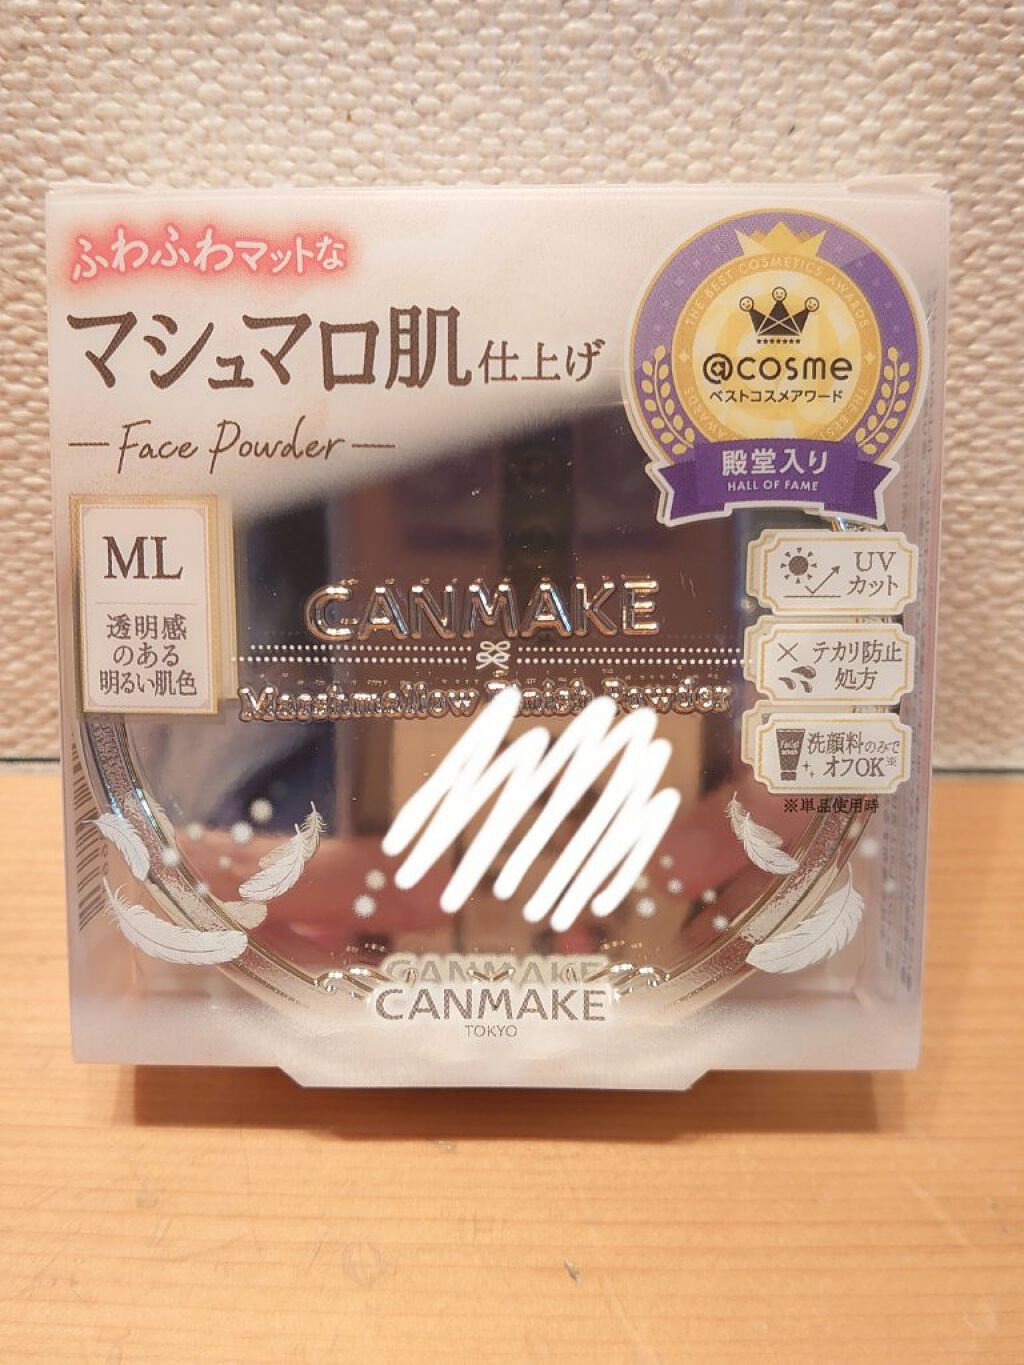 ふわふわマットな
マシュマロ肌仕上げ
Face Powder
THE BEST COSMETICS AWARDS
@cosme
ベストコスメアワード
殿堂入り
HALL OF FAME
ML
透明感
のある
明るい肌色
UV
カット
テカリ防止
処方
洗顔料のみで
オフOK※
※単品使用時
CANMAKE
Marshmallow Finish Powder
CANMAKE
TOKYO